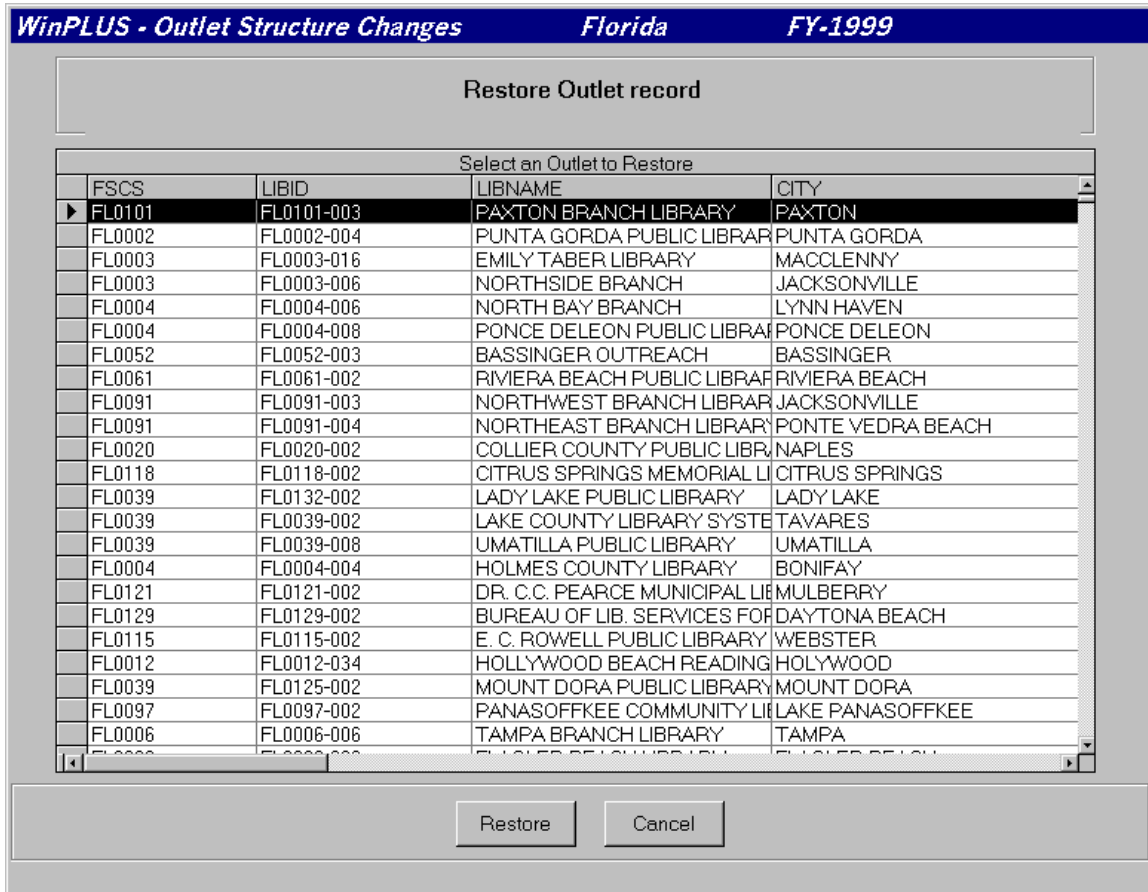 WinPLUS - Outlet Structure Changes Florida FY-1999
Restore Outlet record
Select an Outlet to Restore
FSCS LIBID LIBNAME CITY
FL0101 FL0101-003 PAXTON BRANCH LIBRARY PAXTON
FL0002 FL0002-004 PUNTA GORDA PUBLIC LIBRAR PUNTA GORDA
FL0003 FL0003-016 EMILY TABER LIBRARY MACCLENNY
FL0003 FL0003-006 NORTHSIDE BRANCH JACKSONVILLE
FL0004 FL0004-006 NORTH BAY BRANCH LYNN HAVEN
FL0004 FL0004-008 PONCE DELEON PUBLIC LIBRAR PONCE DELEON
FL0052 FL0052-003 BASSINGER OUTREACH BASSINGER
FL0061 FL0061-002 RIVIERA BEACH PUBLIC LIBRAR RIVIERA BEACH
FL0091 FL0091-003 NORTHWEST BRANCH LIBRAR JACKSONVILLE
FL0091 FL0091-004 NORTHEAST BRANCH LIBRARY PONTE VEDRA BEACH
FL0020 FL0020-002 COLLIER COUNTY PUBLIC LIBR NAPLES
FL0118 FL0118-002 CITRUS SPRINGS MEMORIAL LI CITRUS SPRINGS
FL0039 FL0132-002 LADY LAKE PUBLIC LIBRARY LADY LAKE
FL0039 FL0039-002 LAKE COUNTY LIBRARY SYSTE TAVARES
FL0039 FL0039-008 UMATILLA PUBLIC LIBRARY UMATILLA
FL0004 FL0004-004 HOLMES COUNTY LIBRARY BONIFAY
FL0121 FL0121-002 DR. C.C. PEARCE MUNICIPAL LI MULBERRY
FL0129 FL0129-002 BUREAU OF LIB. SERVICES FOR DAYTONA BEACH
FL0115 FL0115-002 E. C. ROWELL PUBLIC LIBRARY WEBSTER
FL0012 FL0012-034 HOLLYWOOD BEACH READING HOLYWOOD
FL0039 FL0125-002 MOUNT DORA PUBLIC LIBRARY MOUNT DORA
FL0097 FL0097-002 PANASOFFKEE COMMUNITY LI LAKE PANASOFFKEE
FL0006 FL0006-006 TAMPA BRANCH LIBRARY TAMPA
Restore Cancel